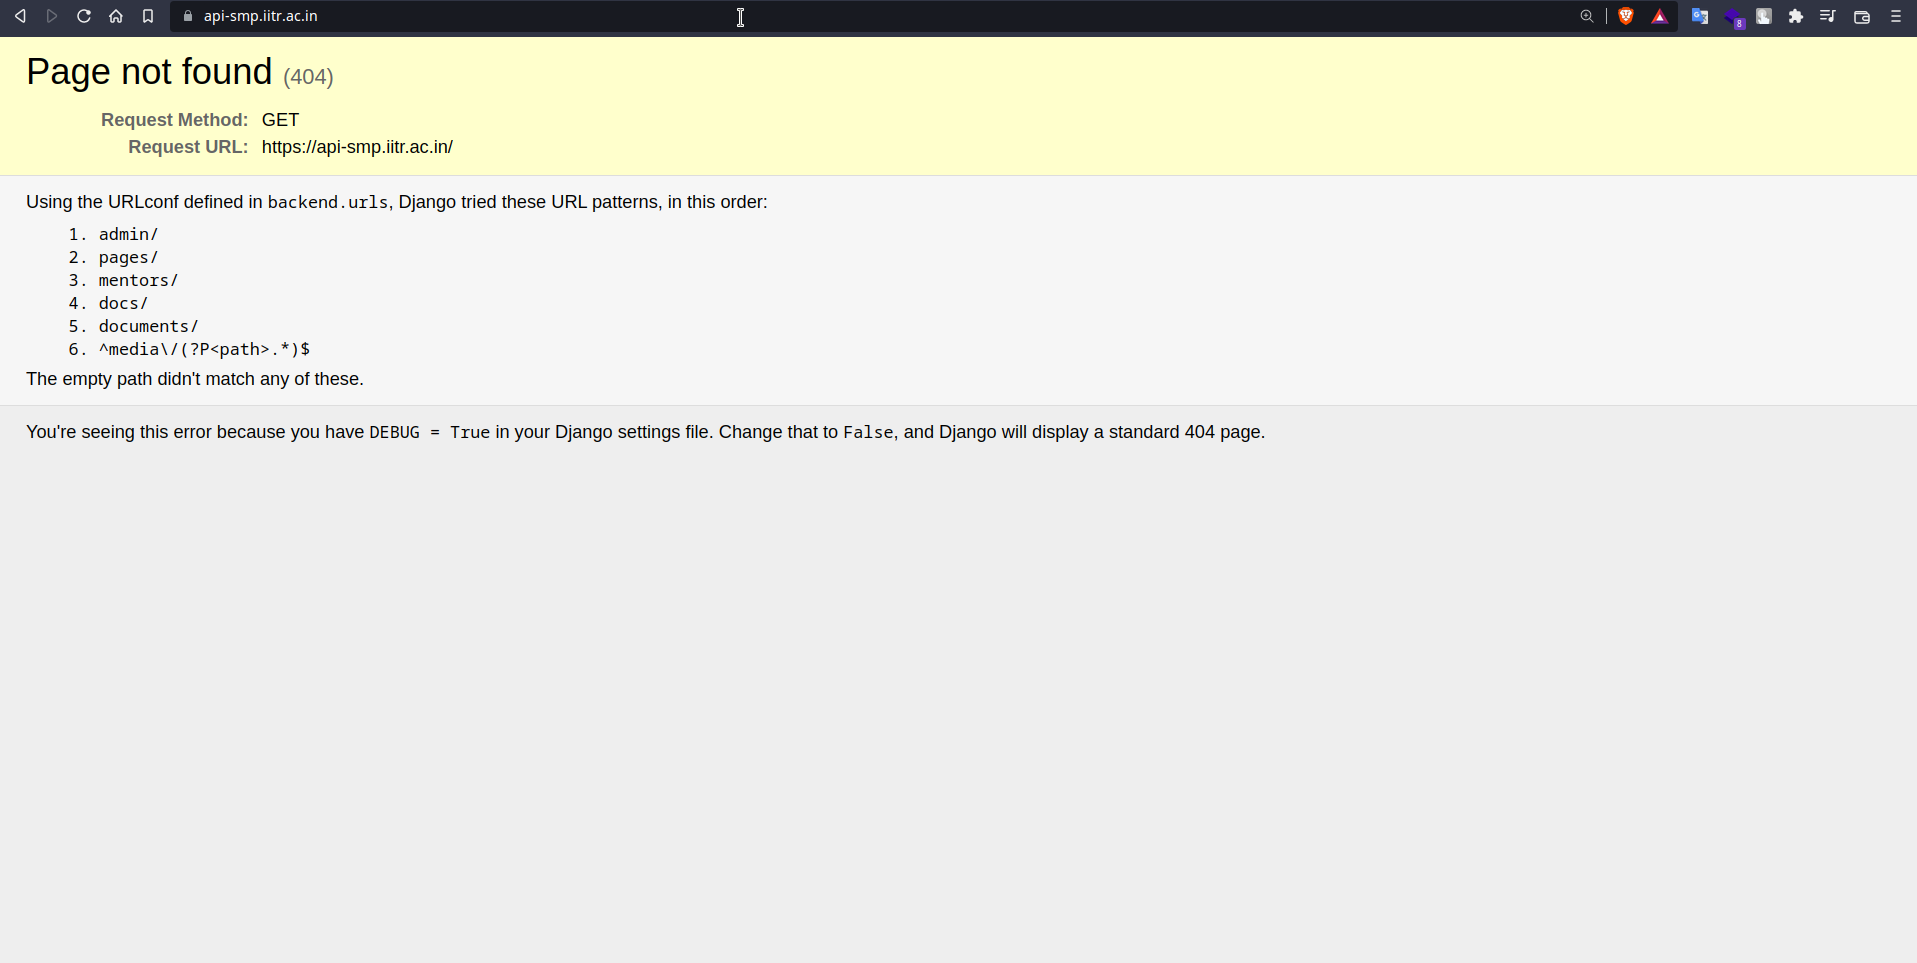 api-smp.iitr.ac.in
8
Page not found (404)
Request Method: GET
Request URL: https://api-smp.iitr.ac.in/
Using the URLconf defined in backend.urls, Django tried these URL patterns, in this order:
1. admin/
2. pages/
3. mentors/
4. docs/
5. documents/
6. ^media\/(?P<path>.*)$
The empty path didn't match any of these.
You're seeing this error because you have DEBUG = True in your Django settings file. Change that to False, and Django will display a standard 404 page.